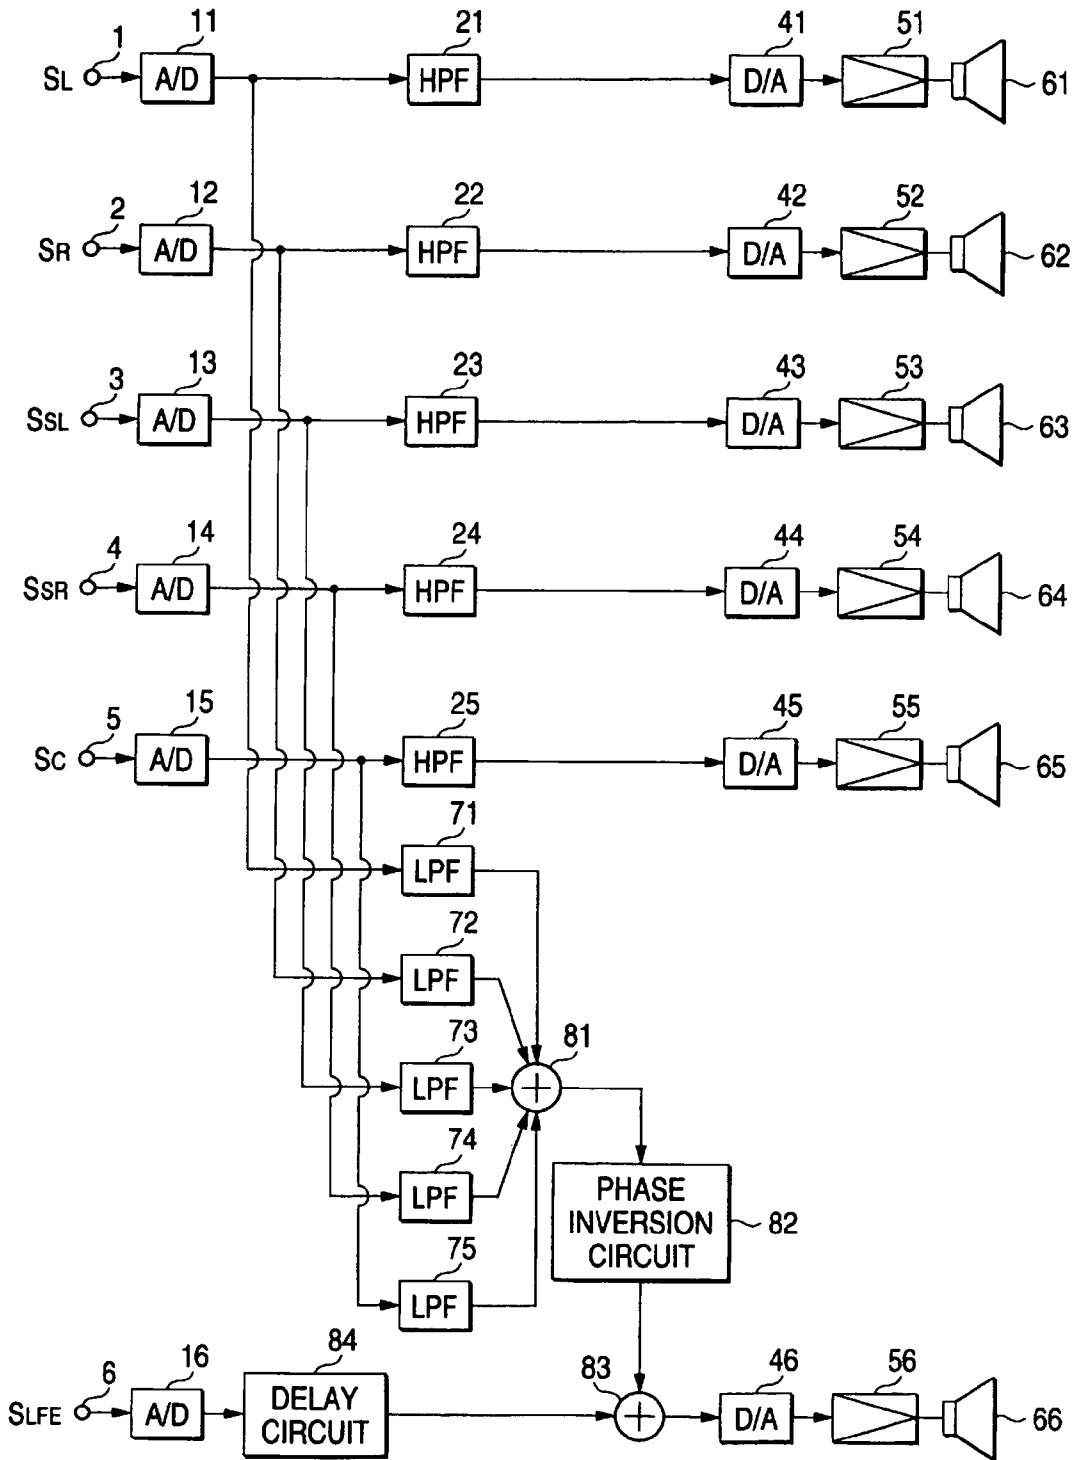 11 21 41 51
1
SL A/D HPF D/A 61
12 22 42 52
2
SR A/D HPF D/A 62
13 23 43 53
3
SSL A/D HPF D/A 63
14 24 44 54
4
SSR A/D HPF D/A 64
15 25 45 55
5
SC A/D HPF D/A 65
71
LPF
72
LPF
73 81
LPF +
74
LPF
PHASE
INVERSION
CIRCUIT
82
75
LPF
84
16 83 46 56
6
SLFE A/D DELAY
CIRCUIT
+ D/A 66